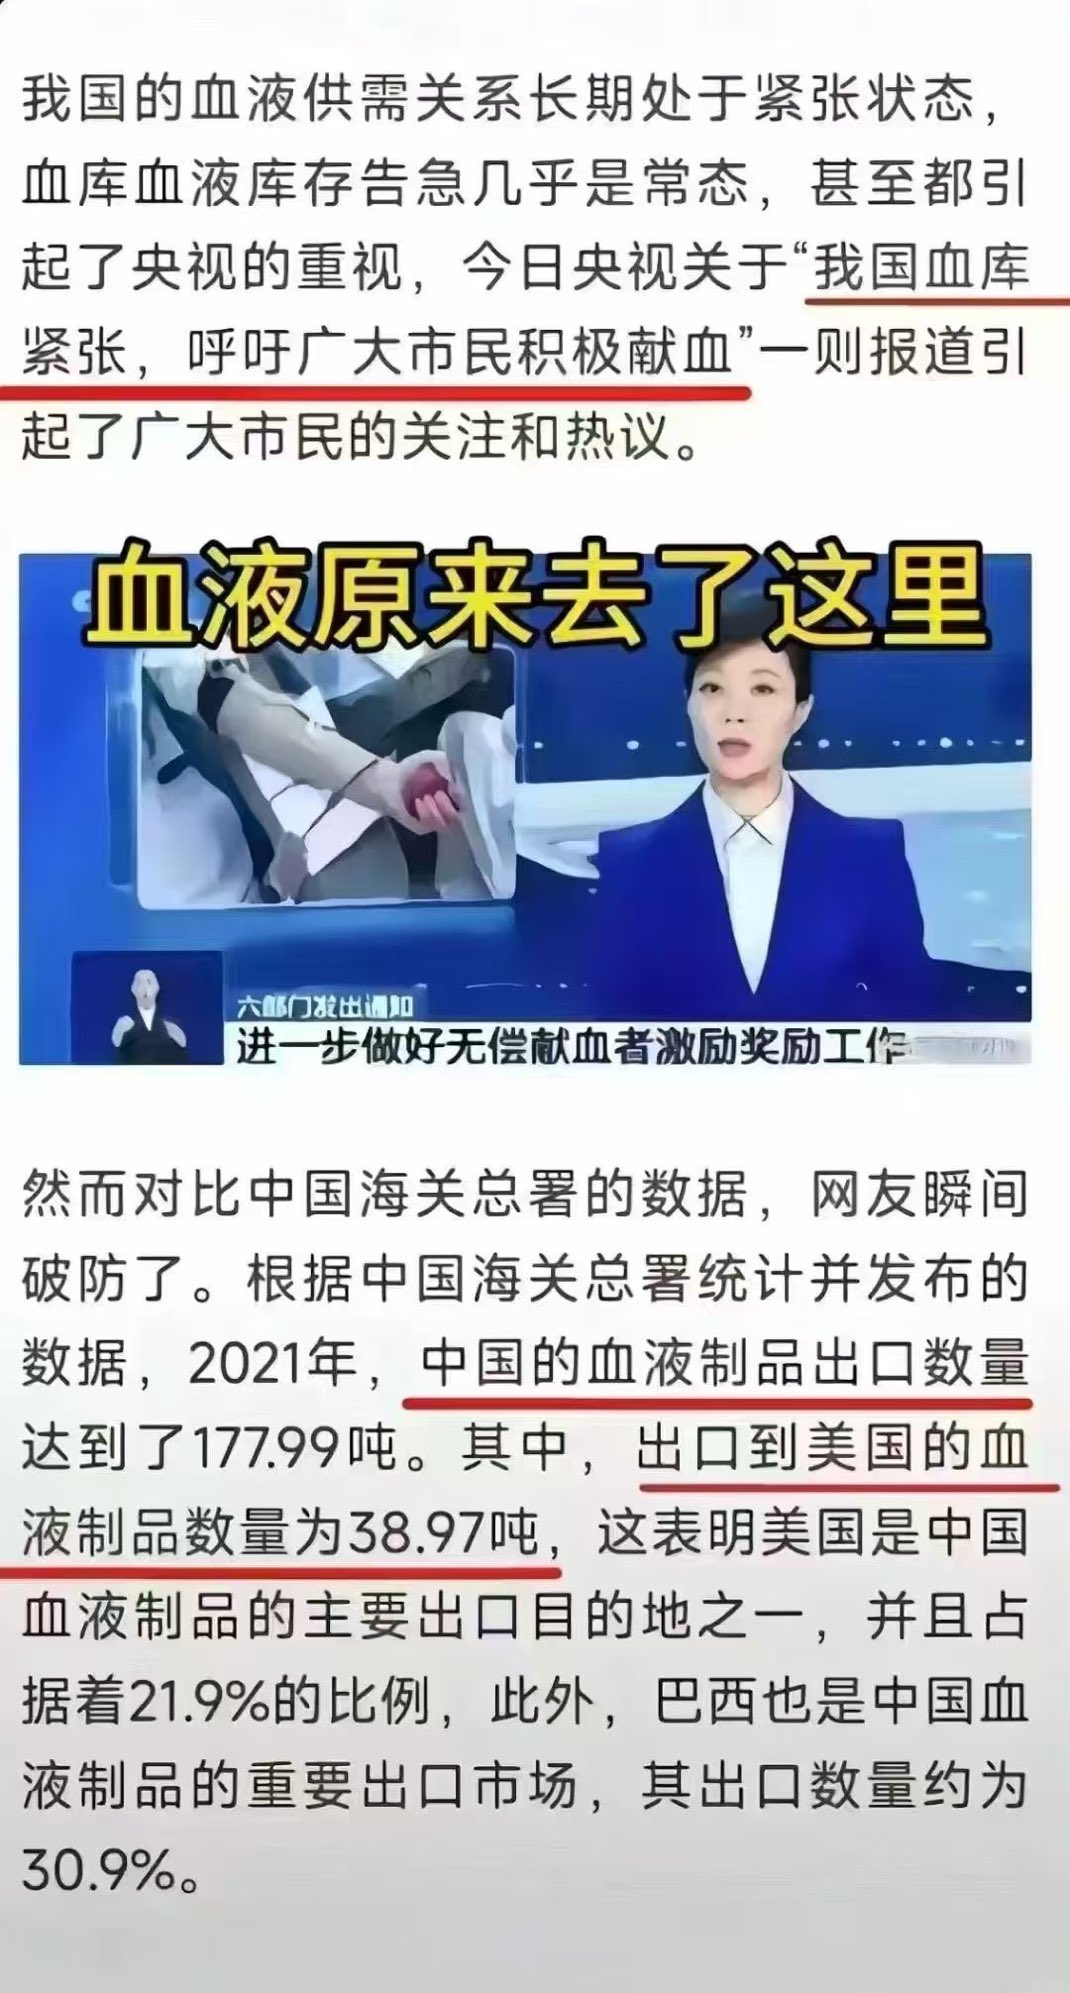 我国的血液供需关系长期处于紧张状态，
血库血液库存告急几乎是常态，甚至都引
起了央视的重视，今日央视关于“我国血库
紧张，呼吁广大市民积极献血”一则报道引
起了广大市民的关注和热议。
血液原来去了这里
六部门发出通知
进一步做好无偿献血者激励奖励工作
然而对比中国海关总署的数据，网友瞬间
破防了。根据中国海关总署统计并发布的
数据，2021年，中国的血液制品出口数量
达到了177.99吨。其中，出口到美国的血
液制品数量为38.97吨，这表明美国是中国
血液制品的主要出口目的地之一，并且占
据着21.9%的比例，此外，巴西也是中国血
液制品的重要出口市场，其出口数量约为
30.9%。